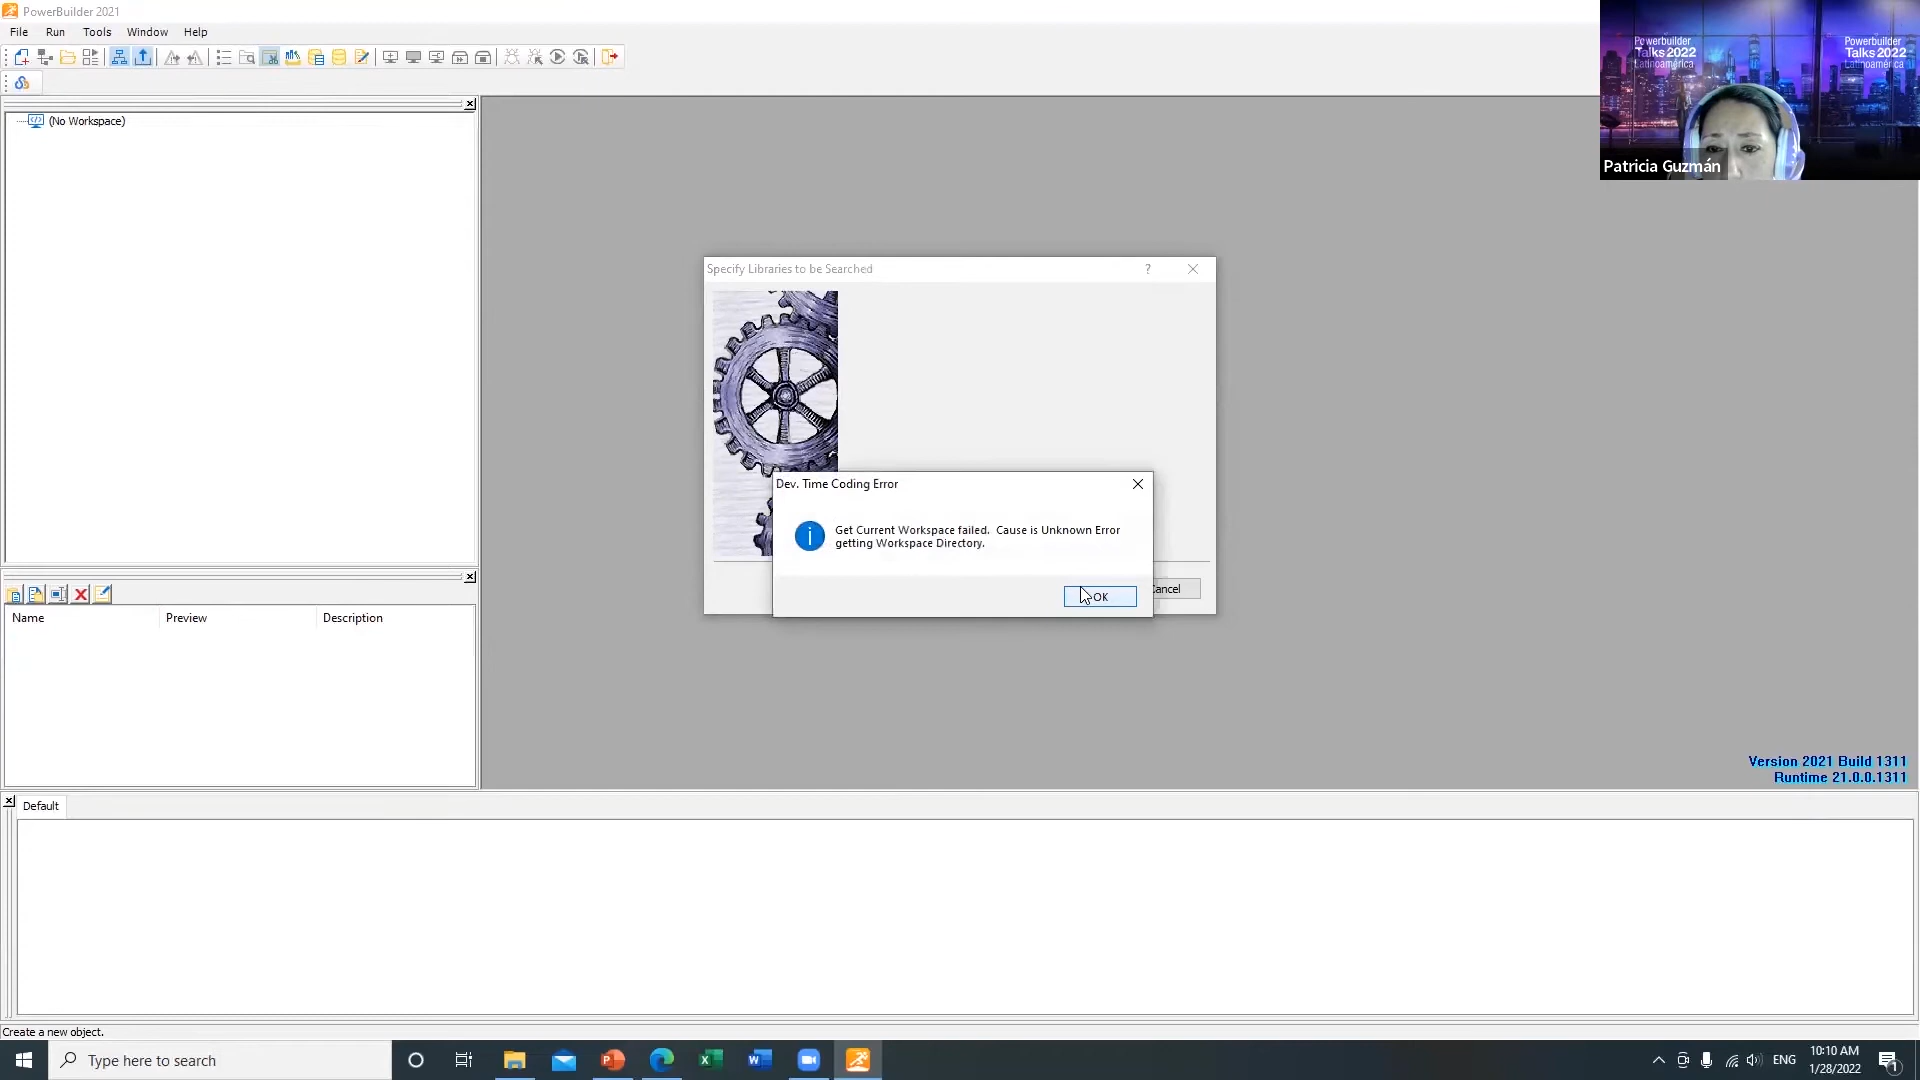 PowerBuilder 2021
File Run Tools Window Help
(No Workspace)
Name Preview Description
Default
Create a new object.
Specify Libraries to be Searched
?
Dev. Time Coding Error
Get Current Workspace failed.  Cause is Unknown Error
getting Workspace Directory.
OK
Cancel
Version 2021 Build 1311
Runtime 21.0.0.1311
Powerbuilder
Talks 2022
Latinoamérica
Powerbuilder
Talks 2022
Latinoamérica
Patricia Guzmán
Type here to search
ENG
10:10 AM
1/28/2022
1